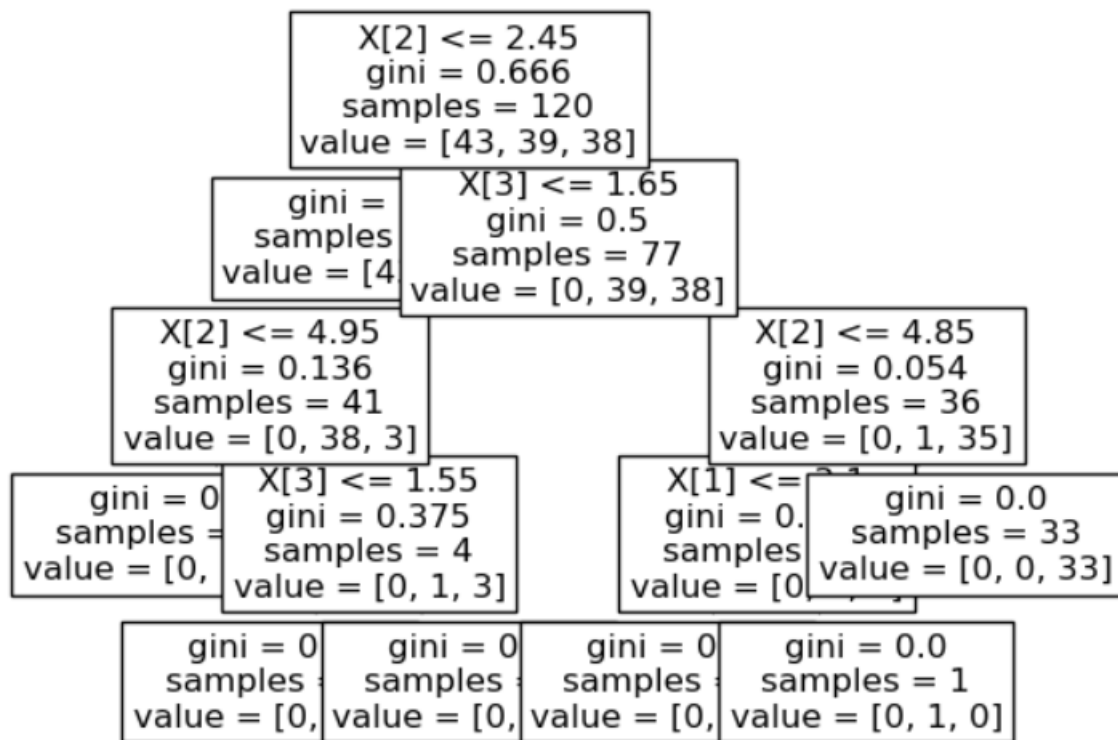 X[2] <= 2.45
gini = 0.666
samples = 120
value = [43, 39, 38]
gini =
samples
value = [4
X[3] <= 1.65
gini = 0.5
samples = 77
value = [0, 39, 38]
X[2] <= 4.95
gini = 0.136
samples = 41
value = [0, 38, 3]
X[2] <= 4.85
gini = 0.054
samples = 36
value = [0, 1, 35]
gini = 0
samples =
value = [0,
X[3] <= 1.55
gini = 0.375
samples = 4
value = [0, 1, 3]
X[1] <=
gini = 0.
samples
value = [0,
gini = 0.0
samples = 33
value = [0, 0, 33]
gini = 0
samples
value = [0,
gini = 0
samples
value = [0,
gini = 0
samples
value = [0,
gini = 0.0
samples = 1
value = [0, 1, 0]